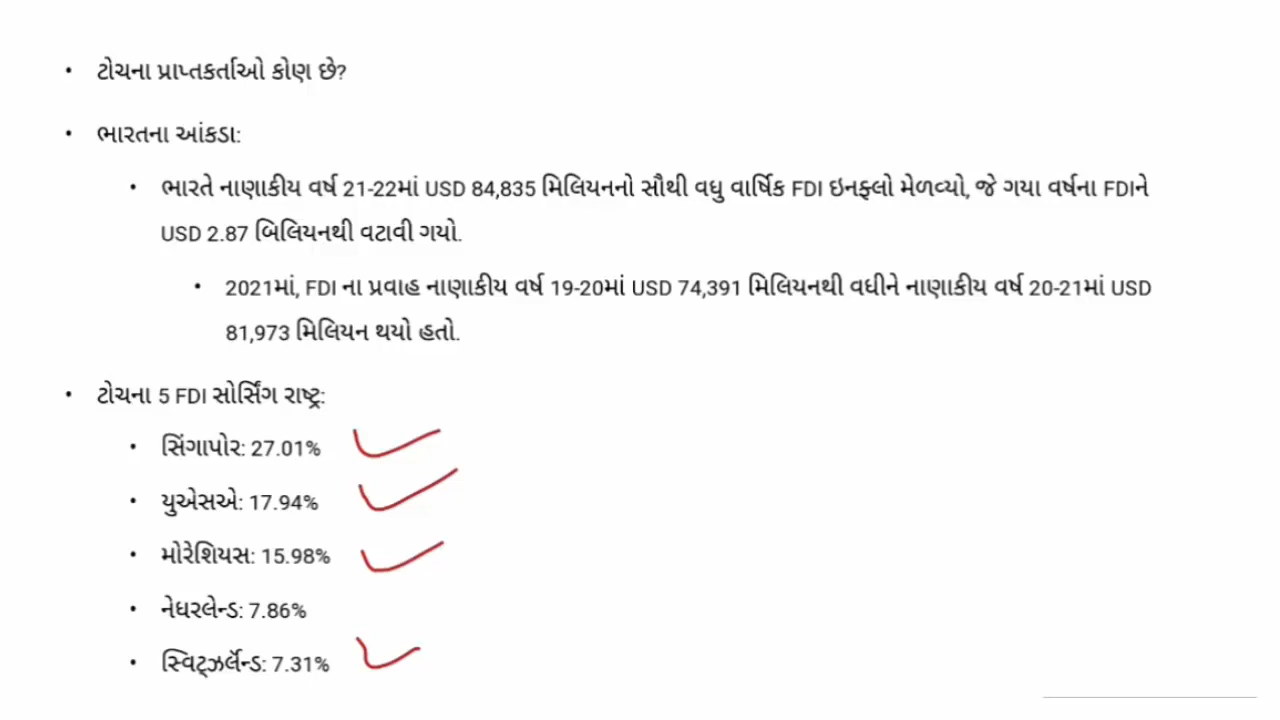 • ટોચના પ્રાપ્તકર્તાઓ કોણ છે?
• ભારતના આંકડા:
• ભારતે નાણાકીય વર્ષ 21-22માં USD 84,835 મિલિયનનો સૌથી વધુ વાર્ષિક FDI ઇનફ્લો મેળવ્યો, જે ગયા વર્ષના FDIને
USD 2.87 બિલિયનથી વટાવી ગયો.
• 2021માં, FDI ના પ્રવાહ નાણાકીય વર્ષ 19-20માં USD 74,391 મિલિયનથી વધીને નાણાકીય વર્ષ 20-21માં USD
81,973 મિલિયન થયો હતો.
• ટોચના 5 FDI સોર્સિંગ રાષ્ટ્ર:
• સિંગાપોર: 27.01%
• યુએસએ: 17.94%
• મોરેશિયસ: 15.98%
• નેધરલેન્ડ: 7.86%
• સ્વિટ્ઝર્લૅન્ડ: 7.31%